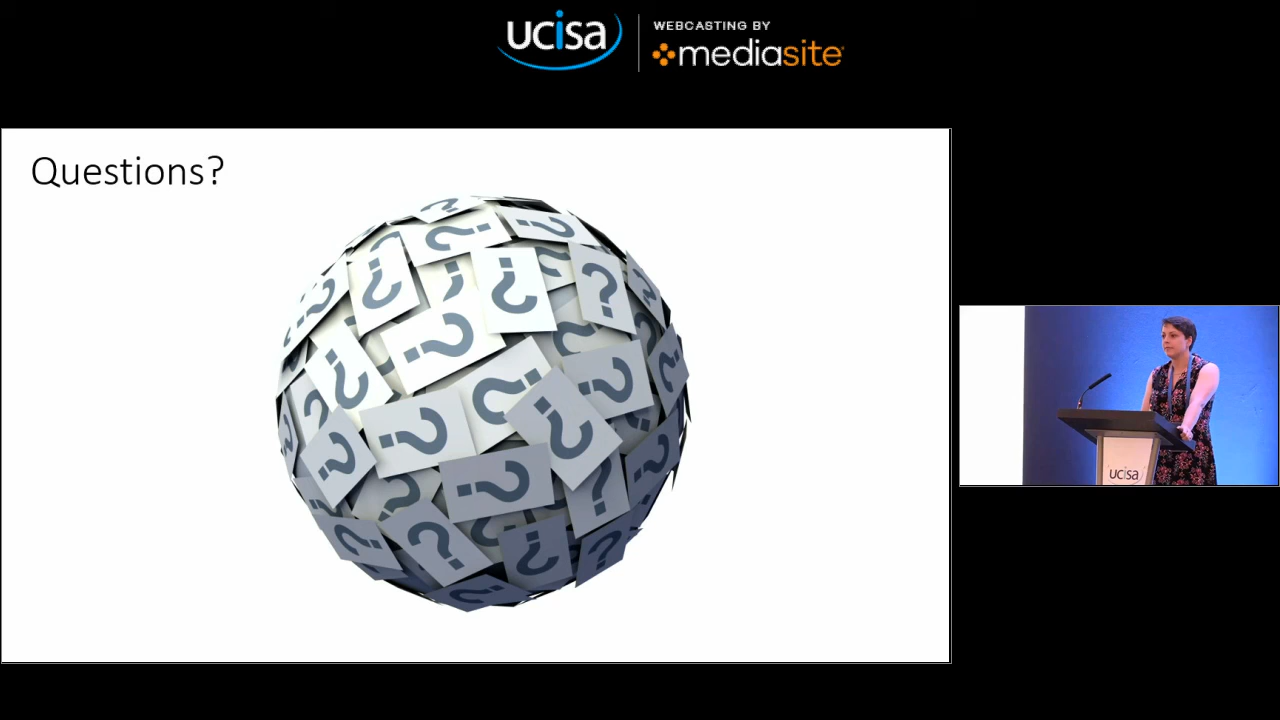 ucisa
WEBCASTING BY
mediasite
Questions?
ucisa